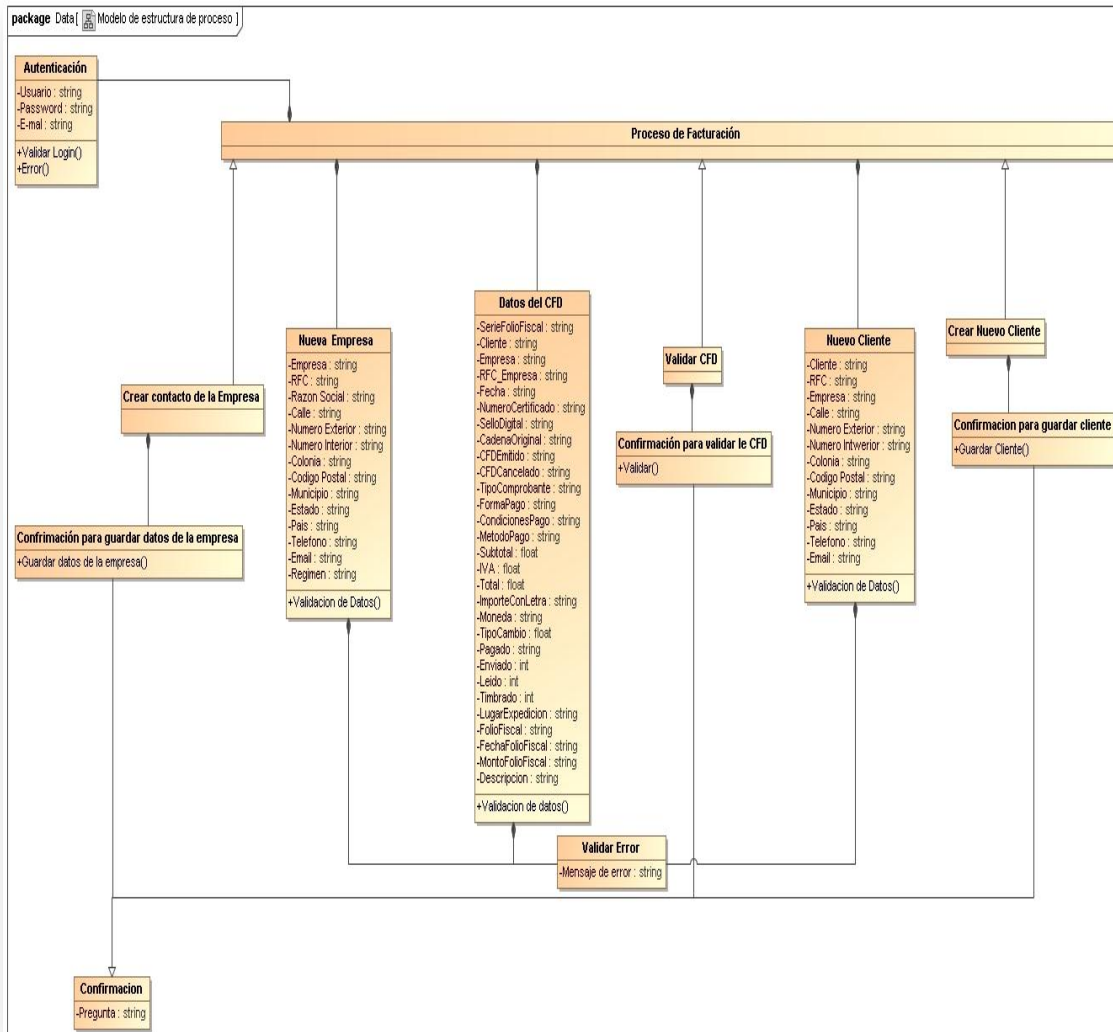 package Data [ Modelo de estructura de proceso ]
Autenticación
-Usuario : string
-Password : string
-E-mal : string
+Validar Login()
+Error()
Proceso de Facturación
Crear contacto de la Empresa
Confrimación para guardar datos de la empresa
+Guardar datos de la empresa()
Nueva Empresa
-Empresa : string
-RFC : string
-Razon Social : string
-Calle : string
-Numero Exterior : string
-Numero Interior : string
-Colonia : string
-Codigo Postal : string
-Municipio : string
-Estado : string
-Pais : string
-Telefono : string
-Email : string
-Regimen : string
+Validacion de Datos()
Datos del CFD
-SerieFolioFiscal : string
-Cliente : string
-Empresa : string
-RFC_Empresa : string
-Fecha : string
-NumeroCertificado : string
-SelloDigital : string
-CadenaOriginal : string
-CFDEmitido : string
-CFDCancelado : string
-TipoComprobante : string
-FormaPago : string
-CondicionesPago : string
-MetodoPago : string
-Subtotal : float
-IVA : float
-Total : float
-ImporteConLetra : string
-Moneda : string
-TipoCambio : float
-Pagado : string
-Enviado : int
-Leido : int
-Timbrado : int
-LugarExpedicion : string
-FolioFiscal : string
-FechaFolioFiscal : string
-MontoFolioFiscal : string
-Descripcion : string
+Validacion de datos()
Validar CFD
Confirmación para validar le CFD
+Validar()
Nuevo Cliente
-Cliente : string
-RFC : string
-Empresa : string
-Calle : string
-Numero Exterior : string
-Numero Intwerior : string
-Colonia : string
-Codigo Postal : string
-Municipio : string
-Estado : string
-Pais : string
-Telefono : string
-Email : string
+Validacion de Datos()
Crear Nuevo Cliente
Confirmacion para guardar cliente
+Guardar Cliente()
Validar Error
-Mensaje de error : string
Confirmacion
-Pregunta : string